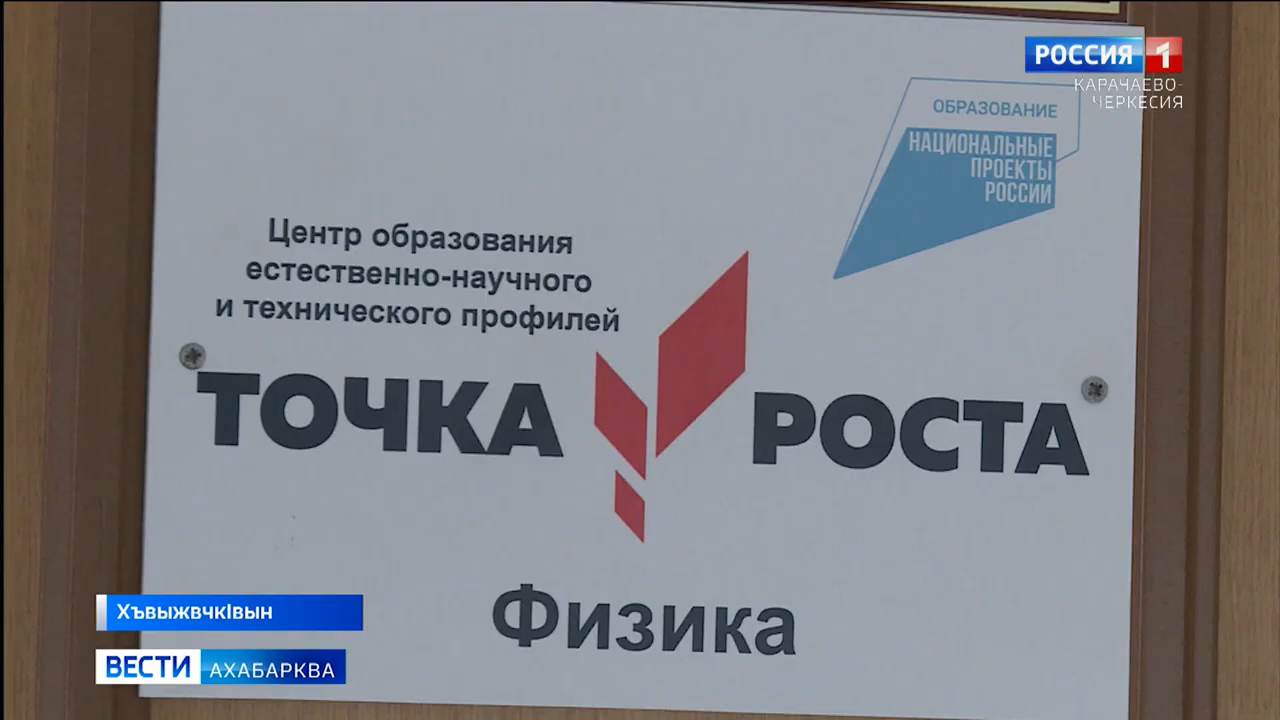 РОССИЯ 1
КАРАЧАЕВО-
ЧЕРКЕСИЯ
ОБРАЗОВАНИЕ
НАЦИОНАЛЬНЫЕ
ПРОЕКТЫ
РОССИИ
Центр образования
естественно-научного
и технического профилей
ТОЧКА РОСТА
Физика
ХъвыжвчкӀвын
ВЕСТИ АХАБАРКВА